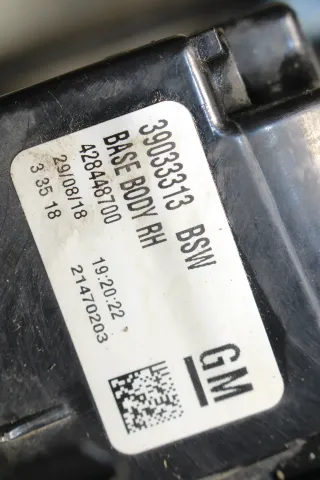 39033313 BSW
BASE BODY RH
428448700
29/08/18 19:20:22
3 35 18 21470203
GM